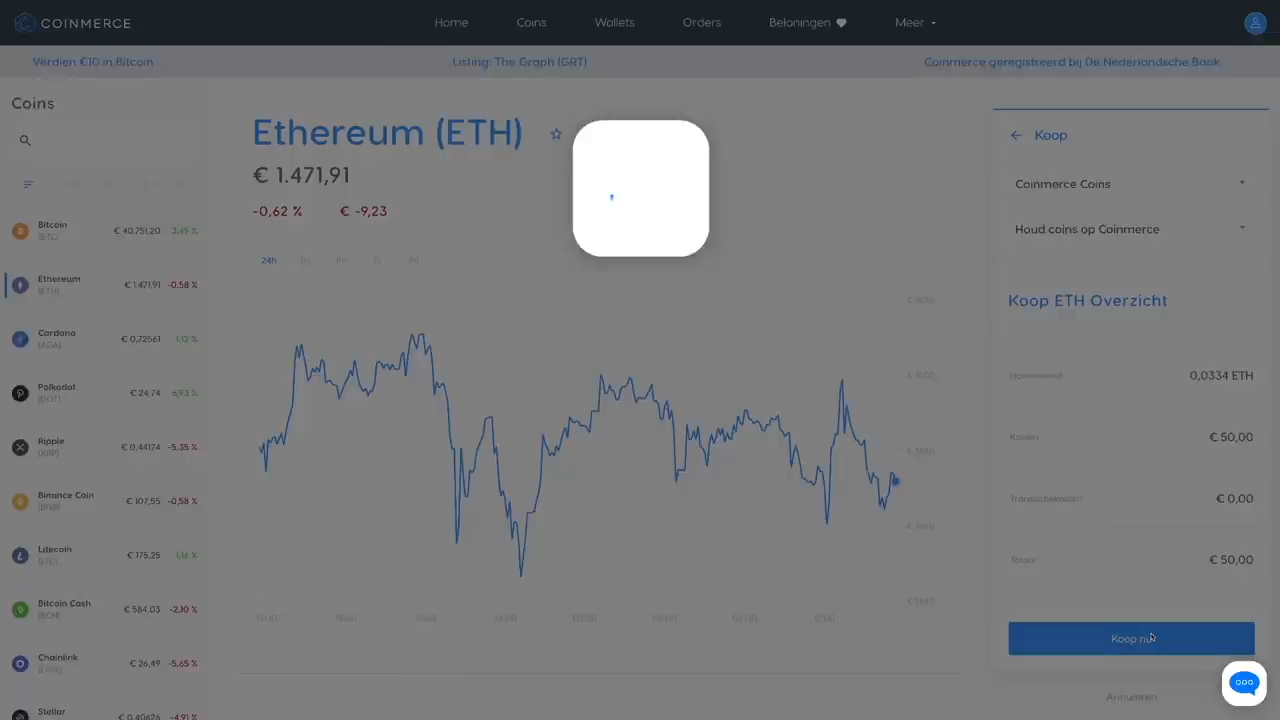 COINMERCE
Home Coins Wallets Orders Beloningen Meer
Verdien €10 in Bitcoin
Listing: The Graph (GRT)
Coinmerce geregistreerd bij De Nederlandsche Bank
Coins
Bitcoin € 40.751,20 3,49 %
(BTC)
Ethereum € 1.471,91 -0,58 %
(ETH)
Cardano € 0,72561 1,12 %
(ADA)
Polkadot € 24,74 6,93 %
(DOT)
Ripple € 0,44174 -5,35 %
(XRP)
Binance Coin € 107,55 -0,58 %
(BNB)
Litecoin € 175,25 1,16 %
(LTC)
Bitcoin Cash € 584,03 -2,10 %
(BCH)
Chainlink € 26,49 -5,65 %
(LINK)
Stellar € 0,40626 -4,91 %
Ethereum (ETH)
€ 1.471,91
-0,62 % € -9,23
24h
Koop
Coinmerce Coins
Houd coins op Coinmerce
Koop ETH Overzicht
Hoeveelheid 0,0334 ETH
Kosten € 50,00
Transactiekosten € 0,00
Totaal € 50,00
Koop nu
Annuleren